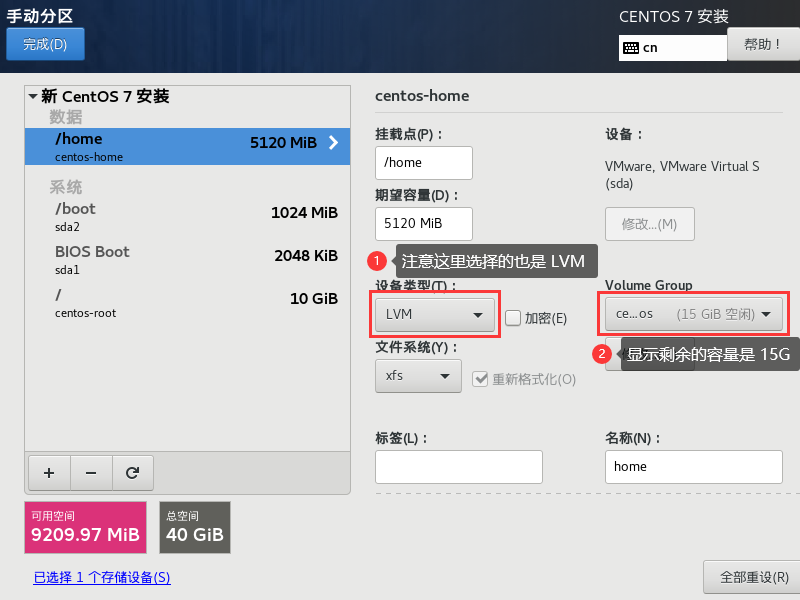 手动分区
CENTOS 7 安装
完成(D)
cn
帮助！
新 CentOS 7 安装
数据
/home
5120 MiB
centos-home
系统
/boot
1024 MiB
sda2
BIOS Boot
2048 KiB
sda1
/
10 GiB
centos-root
centos-home
挂载点(P)：
设备：
/home
VMware, VMware Virtual S
(sda)
期望容量(D)：
5120 MiB
修改...(M)
1 注意这里选择的也是 LVM
设备类型(T)：
Volume Group
LVM
加密(E)
ce...os (15 GiB 空闲)
2 显示剩余的容量是 15G
文件系统(Y)：
xfs
重新格式化(O)
标签(L)：
名称(N)：
home
+ −
可用空间
9209.97 MiB
总空间
40 GiB
已选择 1 个存储设备(S)
全部重设(R)